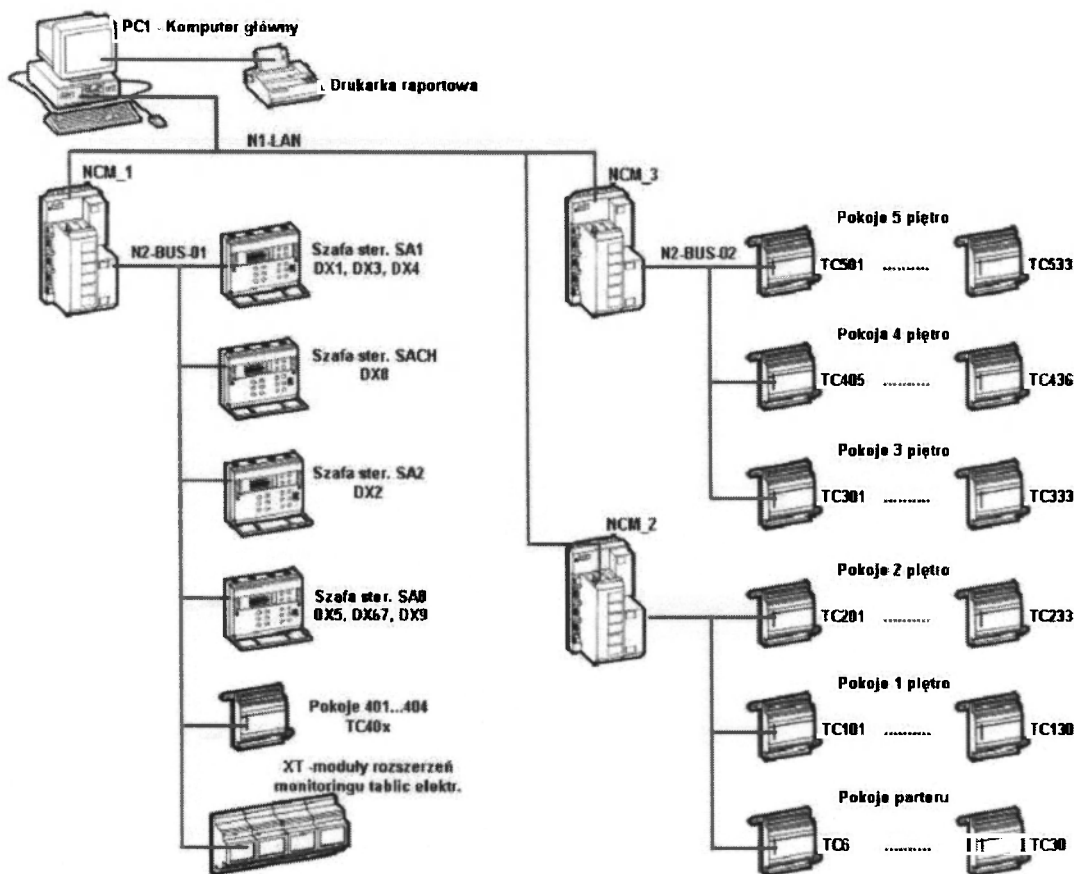 PC1 - Komputer główny
Drukarka raportowa
N1-LAN
NCM_1
N2-BUS-01
Szafa ster. SA1
DX1, DX3, DX4
Szafa ster. SACH
DX8
Szafa ster. SA2
DX2
Szafa ster. SA0
DX5, DX67, DX9
Pokoje 401...404
TC40x
XT -moduły rozszerzeń
monitoringu tablic elektr.
NCM_3
N2-BUS-02
Pokoje 5 piętro
TC501 .......... TC533
Pokoje 4 piętro
TC405 .......... TC436
Pokoje 3 piętro
TC301 .......... TC333
NCM_2
Pokoje 2 piętro
TC201 .......... TC233
Pokoje 1 piętro
TC101 .......... TC130
Pokoje parteru
TC6 .......... TC30